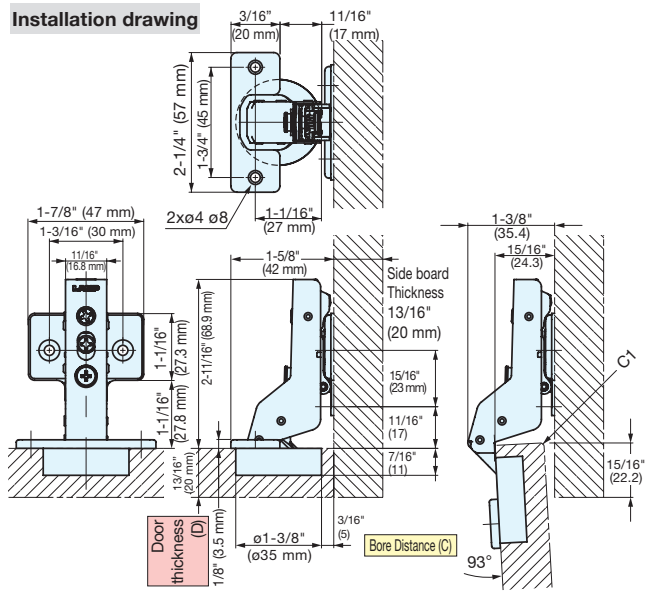 Installation drawing
3/16"
(20 mm)
11/16"
(17 mm)
2-1/4" (57 mm)
1-3/4" (45 mm)
2xø4 ø8
1-1/16"
(27 mm)
1-7/8" (47 mm)
1-3/16" (30 mm)
11/16"
(16.8 mm)
LAMP
1-1/16"
(27.3 mm)
1-1/16"
(27.8 mm)
13/16"
(20 mm)
1-5/8"
(42 mm)
2-11/16" (68.9 mm)
Side board
Thickness
13/16"
(20 mm)
15/16"
(23 mm)
11/16"
(17)
7/16"
(11)
3/16"
(5)
Door
thickness
(D)
1/8" (3.5 mm)
ø1-3/8"
(ø35 mm)
Bore Distance (C)
1-3/8"
(35.4)
15/16"
(24.3)
C1
15/16"
(22.2)
93°